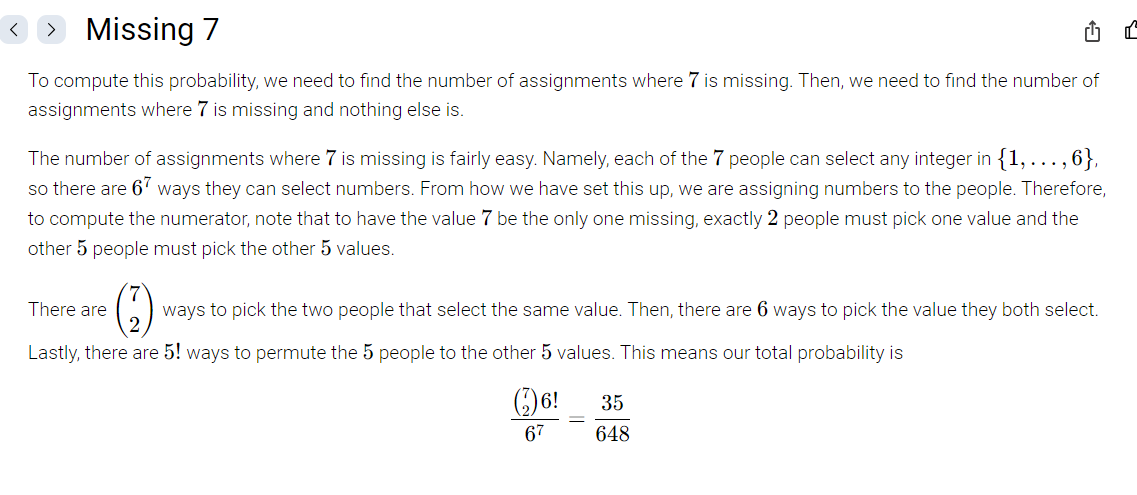 Missing 7
To compute this probability, we need to find the number of assignments where 7 is missing. Then, we need to find the number of
assignments where 7 is missing and nothing else is.
The number of assignments where 7 is missing is fairly easy. Namely, each of the 7 people can select any integer in {1, . . . , 6},
so there are 6⁷ ways they can select numbers. From how we have set this up, we are assigning numbers to the people. Therefore,
to compute the numerator, note that to have the value 7 be the only one missing, exactly 2 people must pick one value and the
other 5 people must pick the other 5 values.
There are $\binom{7}{2}$ ways to pick the two people that select the same value. Then, there are 6 ways to pick the value they both select.
Lastly, there are 5! ways to permute the 5 people to the other 5 values. This means our total probability is
$\frac{\binom{7}{2}6!}{6^7} = \frac{35}{648}$